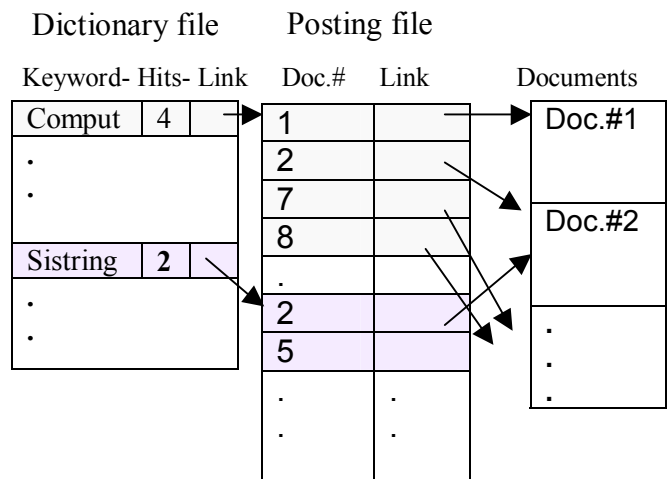 Dictionary file Posting file
Keyword- Hits- Link Doc.# Link Documents
Comput 4 1 Doc.#1
. 2
. 7
8 Doc.#2
Sistring 2 .
. 2
. 5 .
. . .
. . .